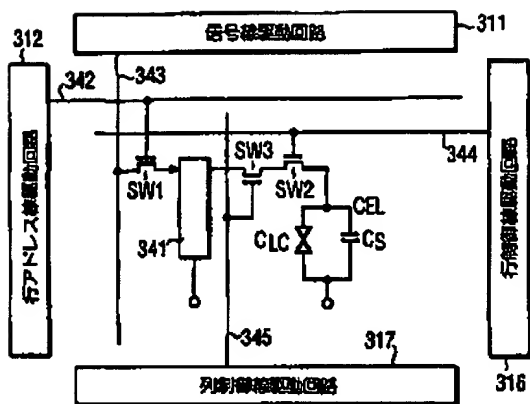 信号線駆動回路
311
312
342
343
行アドレス線駆動回路
344
SW3
SW1
SW2
341
CEL
CLC
CS
行制御線駆動回路
345
317
316
列制御線駆動回路